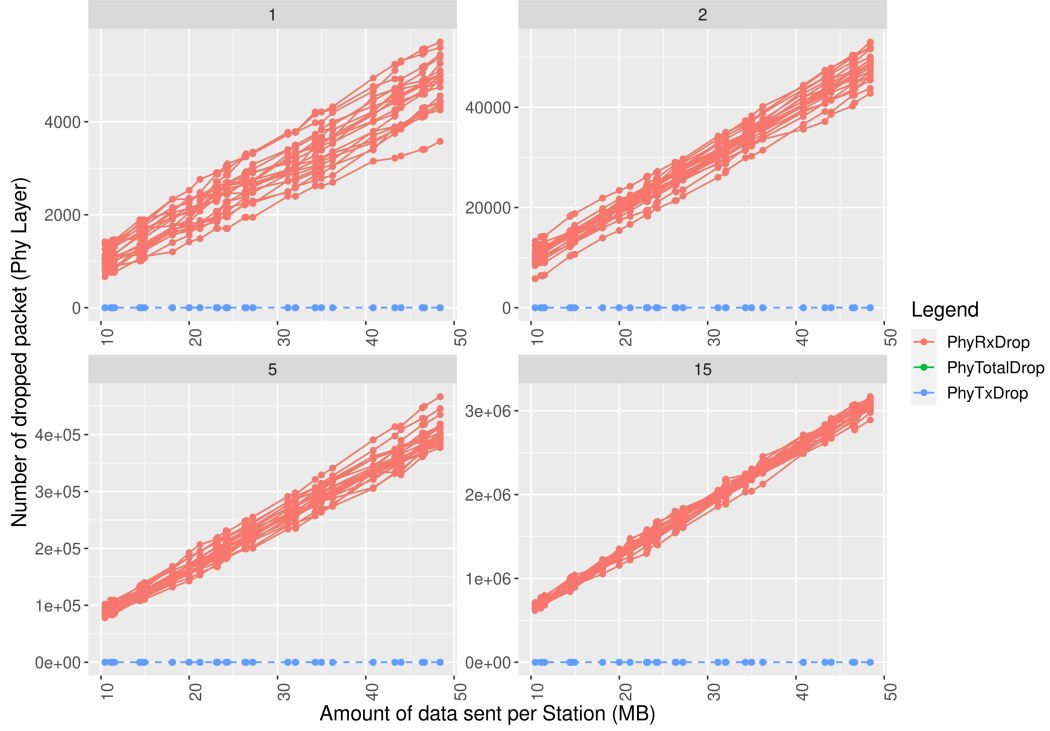 1
2
4000
2000
0
40000
20000
0
10
20
30
40
50
10
20
30
40
50
5
15
4e+05
3e+05
2e+05
1e+05
0e+00
3e+06
2e+06
1e+06
0e+00
10
20
30
40
50
10
20
30
40
50
Number of dropped packet (Phy Layer)
Amount of data sent per Station (MB)
Legend
PhyRxDrop
PhyTotalDrop
PhyTxDrop